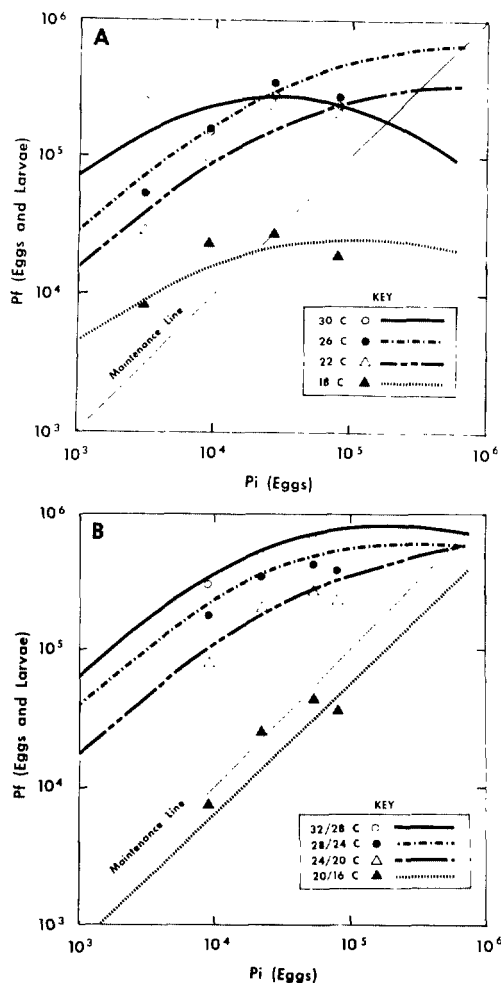 A
10⁶
10⁵
10⁴
10³
Pf (Eggs and Larvae)
Maintenance Line
KEY
30 C
26 C
22 C
18 C
10³
10⁴
10⁵
10⁶
Pi (Eggs)
B
10⁶
10⁵
10⁴
10³
Pf (Eggs and Larvae)
Maintenance Line
KEY
32/28 C
28/24 C
24/20 C
20/16 C
10³
10⁴
10⁵
10⁶
Pi (Eggs)